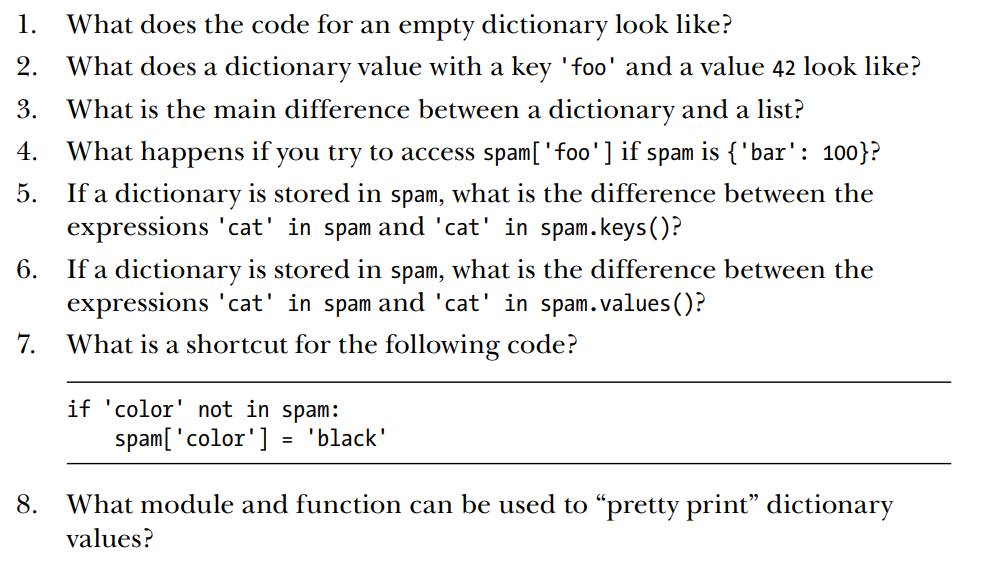 1. What does the code for an empty dictionary look like?
2. What does a dictionary value with a key 'foo' and a value 42 look like?
3. What is the main difference between a dictionary and a list?
4. What happens if you try to access spam['foo'] if spam is {'bar': 100}?
5. If a dictionary is stored in spam, what is the difference between the
expressions 'cat' in spam and 'cat' in spam.keys()?
6. If a dictionary is stored in spam, what is the difference between the
expressions 'cat' in spam and 'cat' in spam.values()?
7. What is a shortcut for the following code?
if 'color' not in spam:
    spam['color'] = 'black'
8. What module and function can be used to “pretty print” dictionary
values?